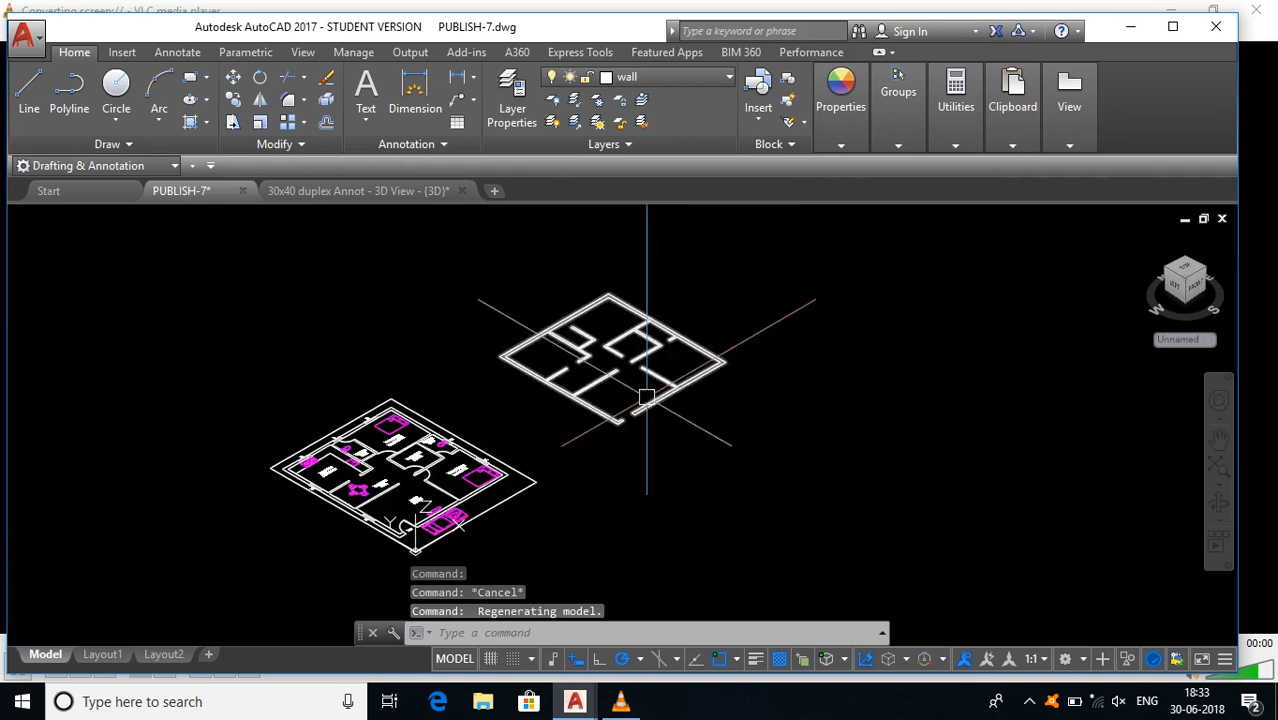 Converting screen:// - VLC media player
Autodesk AutoCAD 2017 - STUDENT VERSION PUBLISH-7.dwg
Type a keyword or phrase
Sign In
Home Insert Annotate Parametric View Manage Output Add-ins A360 Express Tools Featured Apps BIM 360 Performance
wall
Line Polyline Circle Arc Text Dimension Layer Properties Insert Properties Groups Utilities Clipboard View
Draw Modify Annotation Layers Block
Drafting & Annotation
Start PUBLISH-7* 30x40 duplex Annot - 3D View - {3D}*
TOP
LEFT
FRONT
W S
Unnamed
Y
Command:
Command: *Cancel*
Command: Regenerating model.
Type a command
00:00
Model Layout1 Layout2
MODEL 1:1
Type here to search
ENG
18:33
30-06-2018
2